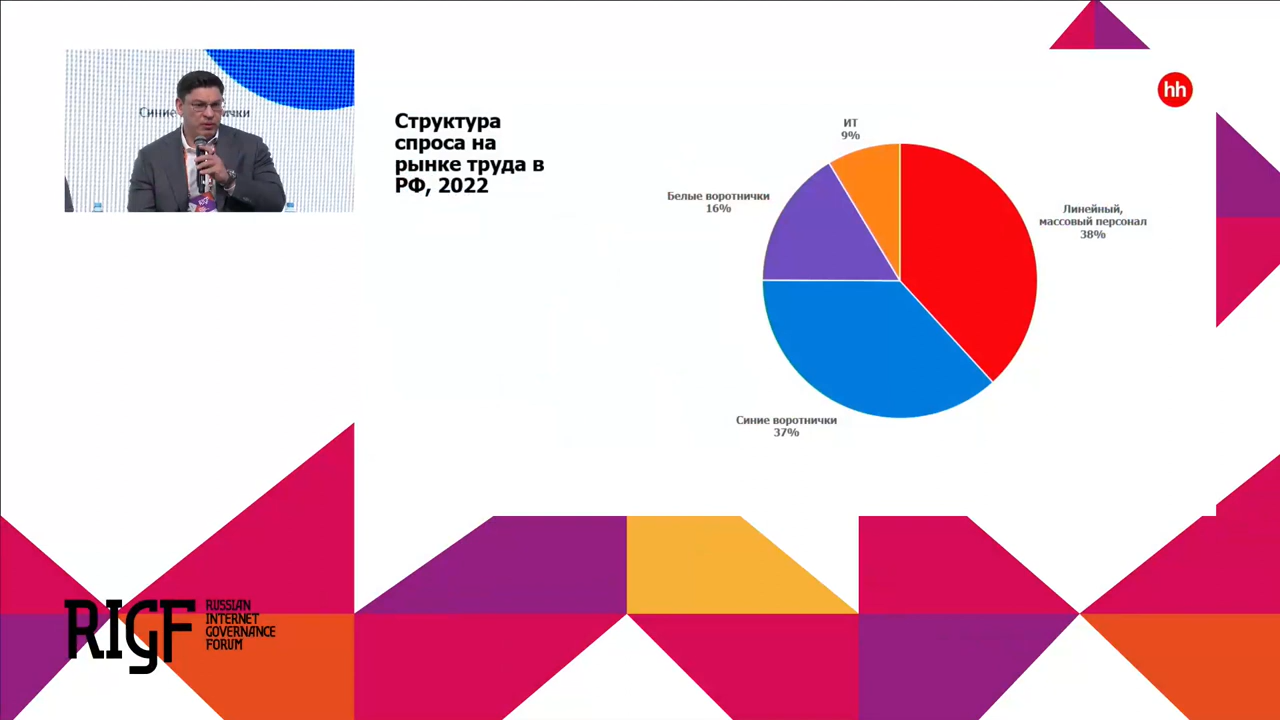 Синие
ички
Структура
спроса на
рынке труда в
РФ, 2022
hh
ИТ
9%
Белые воротнички
16%
Линейный,
массовый персонал
38%
Синие воротнички
37%
RIGF
RUSSIAN
INTERNET
GOVERNANCE
FORUM